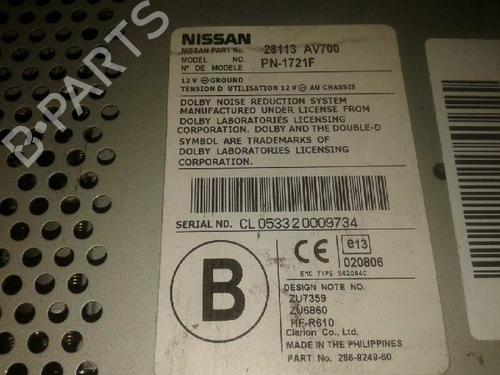 B-PARTS
NISSAN
NISSAN PART No. 28113 AV700
MODEL NO. PN-1721F
N° DE MODELE
12 V ⊖ GROUND
TENSION D UTILISATION 12 V ⊖ AU CHASSIS
DOLBY NOISE REDUCTION SYSTEM
MANUFACTURED UNDER LICENSE FROM
DOLBY LABORATORIES LICENSING
CORPORATION. DOLBY AND THE DOUBLE-D
SYMBOL ARE TRADEMARKS OF
DOLBY LABORATORIES LICENSING
CORPORATION.
SERIAL NO. CL 05332 0009734
B
CE e13
020806
EMC TYPE 542044C
DESIGN NOTE NO.
ZU7359
ZU6860
HF-R610
Clarion Co., Ltd.
MADE IN THE PHILIPPINES
PART No. 286-9249-60